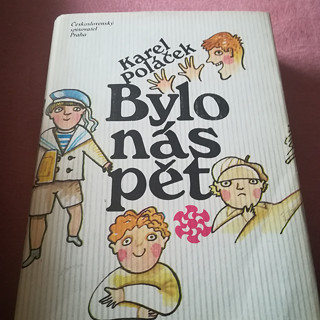 Československý
spisovatel
Praha
Karel
Poláček
Bylo
nás
pět